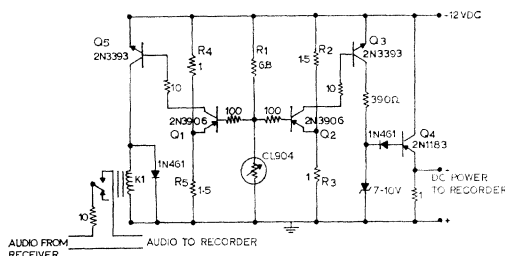 -12VDC
Q5
2N3393
R4
1
R1
6.8
R2
1.5
Q3
2N3393
10
10
390Ω
2N3906
100
100
2N3906
1N461
Q4
Q1
Q2
2N1183
CL904
-
DC POWER
TO RECORDER
K1
1N461
R5
1.5
1
R3
7-10V
1
+
10
AUDIO FROM
RECEIVER
AUDIO TO RECORDER